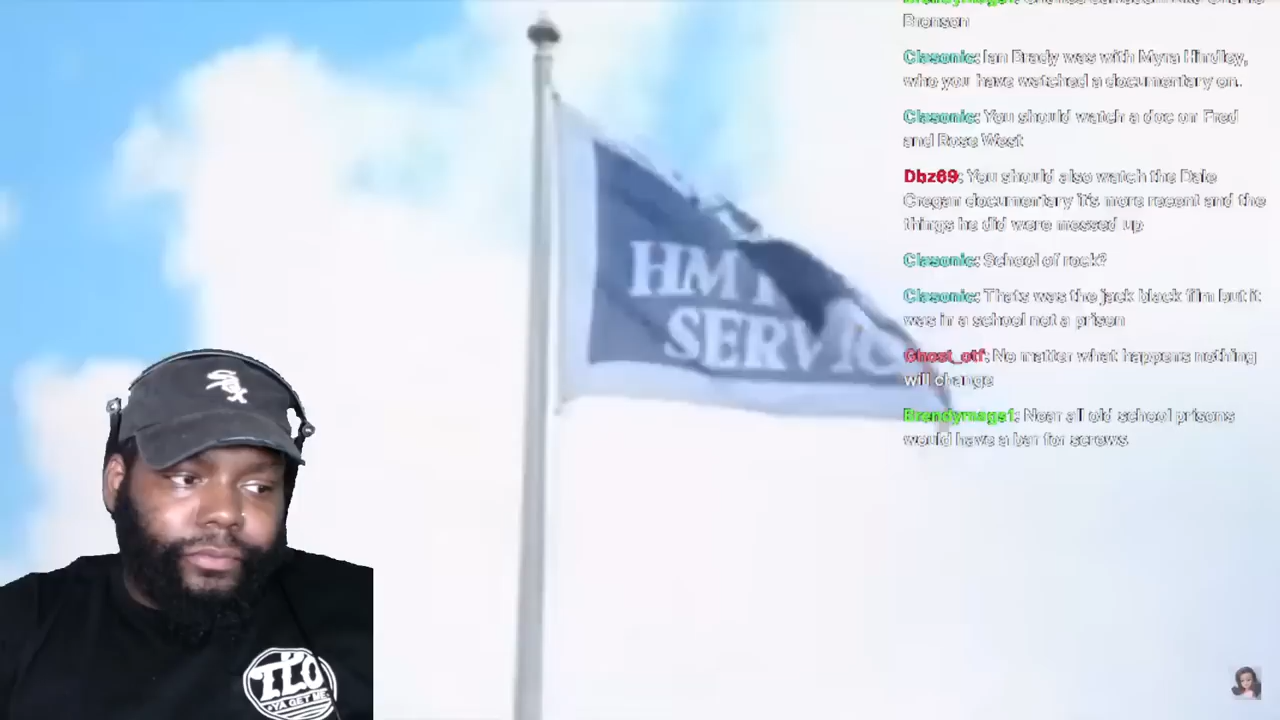 Bronson
Clasonic: Ian Brady was with Myra Hindley,
who you have watched a documentary on.
Clasonic: You should watch a doc on Fred
and Rose West
Dbz69: You should also watch the Dale
Cregan documentary it's more recent and the
things he did were messed up
Clasonic: School of rock?
Clasonic: Thats was the jack black film but it
was in a school not a prison
Ghost_otf: No matter what happens nothing
will change
Brendymags1: Near all old school prisons
would have a bar for screws
HM
SERVIC
SOX
TLO
YA GET ME